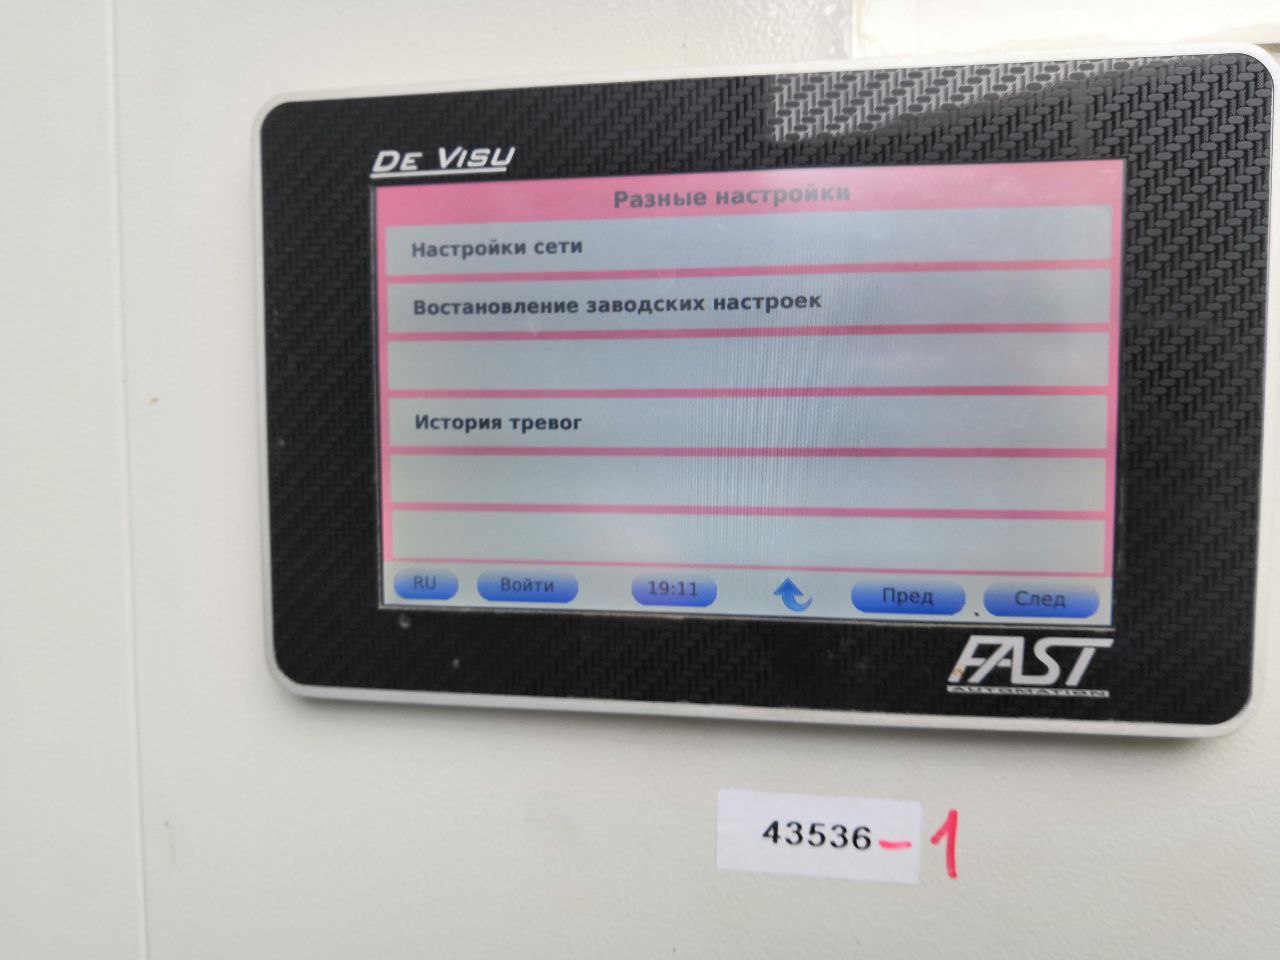 DE VISU
Разные настройки
Настройки сети
Востановление заводских настроек
История тревог
RU Войти 19:11 Пред След
FAST
AUTOMATION
43536-1